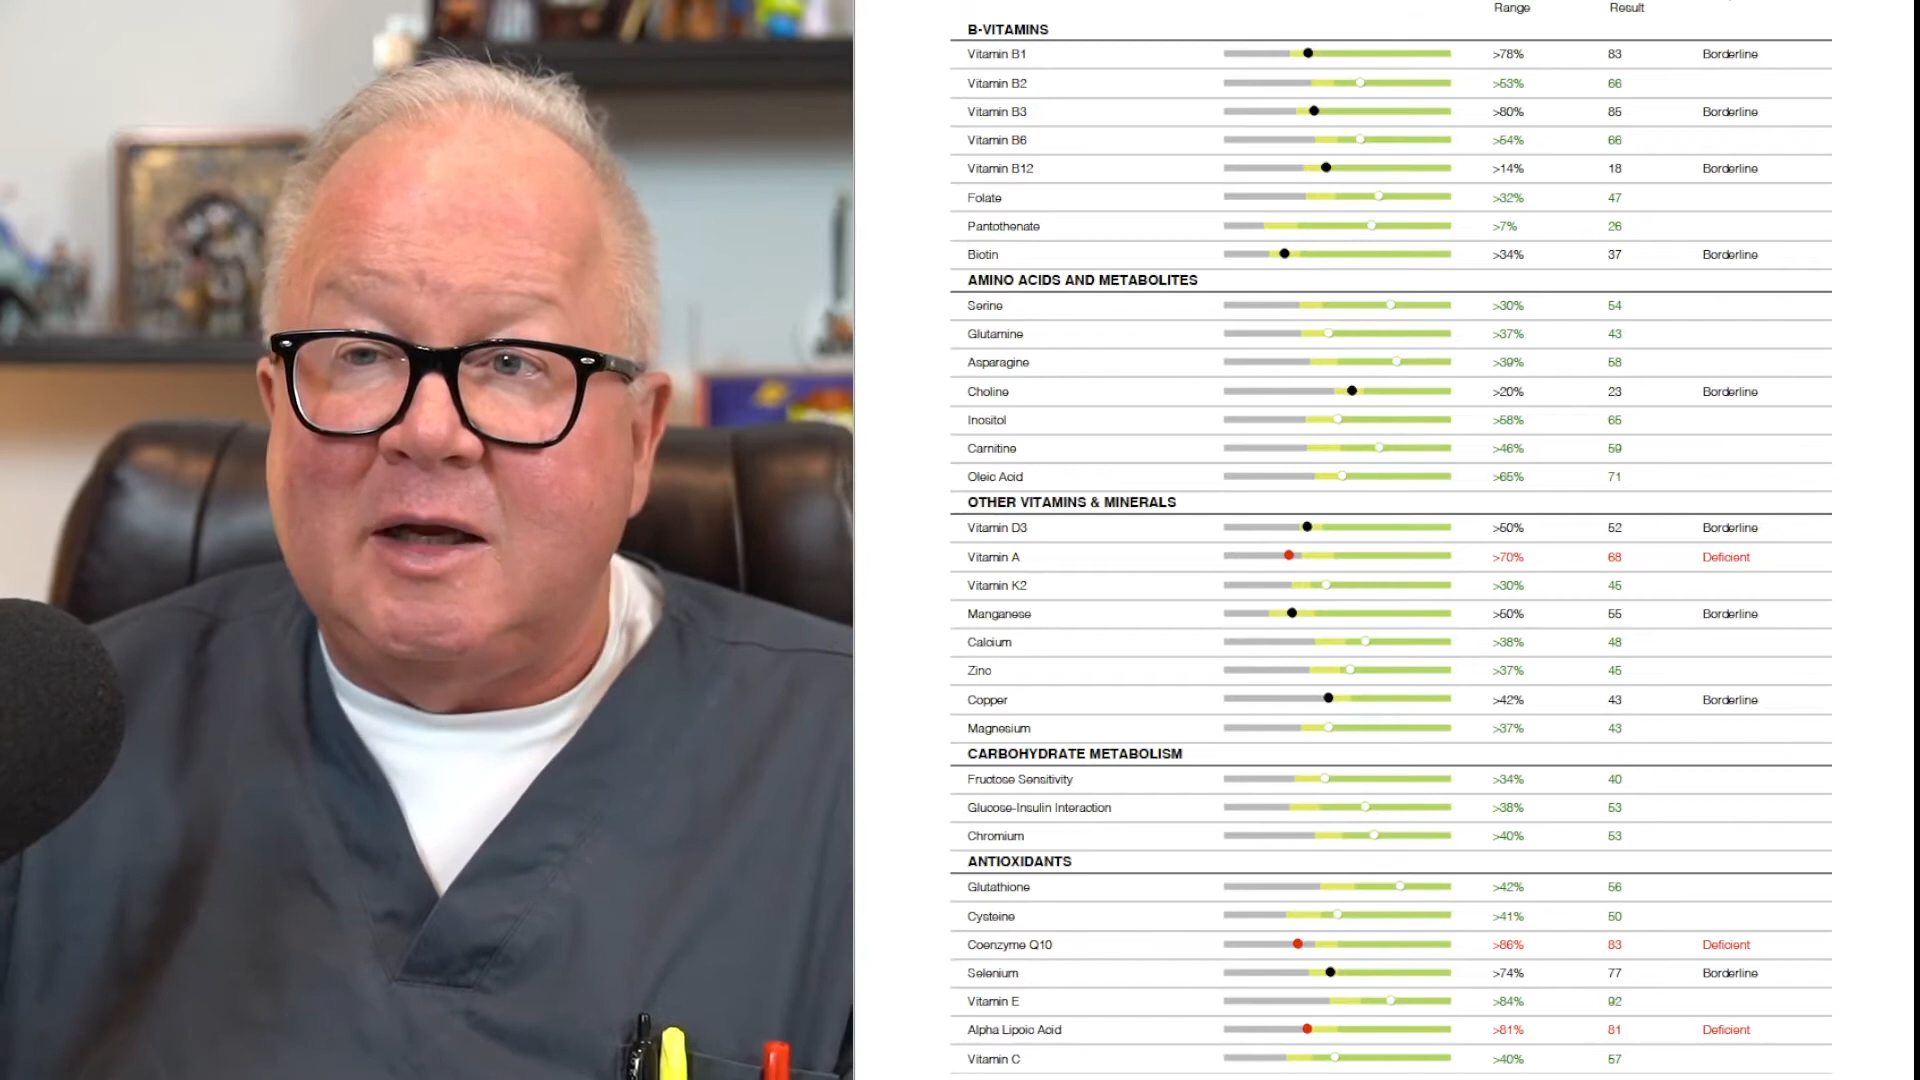 Range Result
B-VITAMINS
Vitamin B1 >78% 83 Borderline
Vitamin B2 >53% 66
Vitamin B3 >80% 85 Borderline
Vitamin B6 >54% 66
Vitamin B12 >14% 18 Borderline
Folate >32% 47
Pantothenate >7% 26
Biotin >34% 37 Borderline
AMINO ACIDS AND METABOLITES
Serine >30% 54
Glutamine >37% 43
Asparagine >39% 58
Choline >20% 23 Borderline
Inositol >58% 65
Carnitine >46% 59
Oleic Acid >65% 71
OTHER VITAMINS & MINERALS
Vitamin D3 >50% 52 Borderline
Vitamin A >70% 68 Deficient
Vitamin K2 >30% 45
Manganese >50% 55 Borderline
Calcium >38% 48
Zinc >37% 45
Copper >42% 43 Borderline
Magnesium >37% 43
CARBOHYDRATE METABOLISM
Fructose Sensitivity >34% 40
Glucose-Insulin Interaction >38% 53
Chromium >40% 53
ANTIOXIDANTS
Glutathione >42% 56
Cysteine >41% 50
Coenzyme Q10 >86% 83 Deficient
Selenium >74% 77 Borderline
Vitamin E >84% 92
Alpha Lipoic Acid >81% 81 Deficient
Vitamin C >40% 57